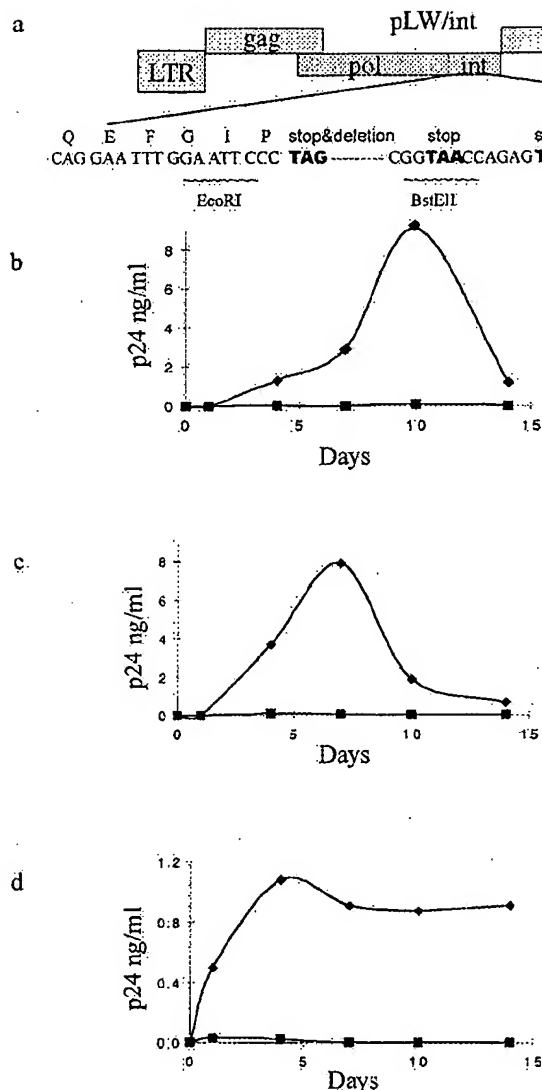 a
gag
pLW/int
LTR
pol
int
Q E F G I P stop&deletion stop s
CAG GAA TTT GGA ATT CCC TAG --------- CGGTAACCAGAGT
EcoRI
BstEII
b
p24 ng/ml
8
6
4
2
0
0 5 10 15
Days
c
p24 ng/ml
8
6
4
2
0
0 5 10 15
Days
d
p24 ng/ml
1.2
0.8
0.4
0.0
0 5 10 15
Days